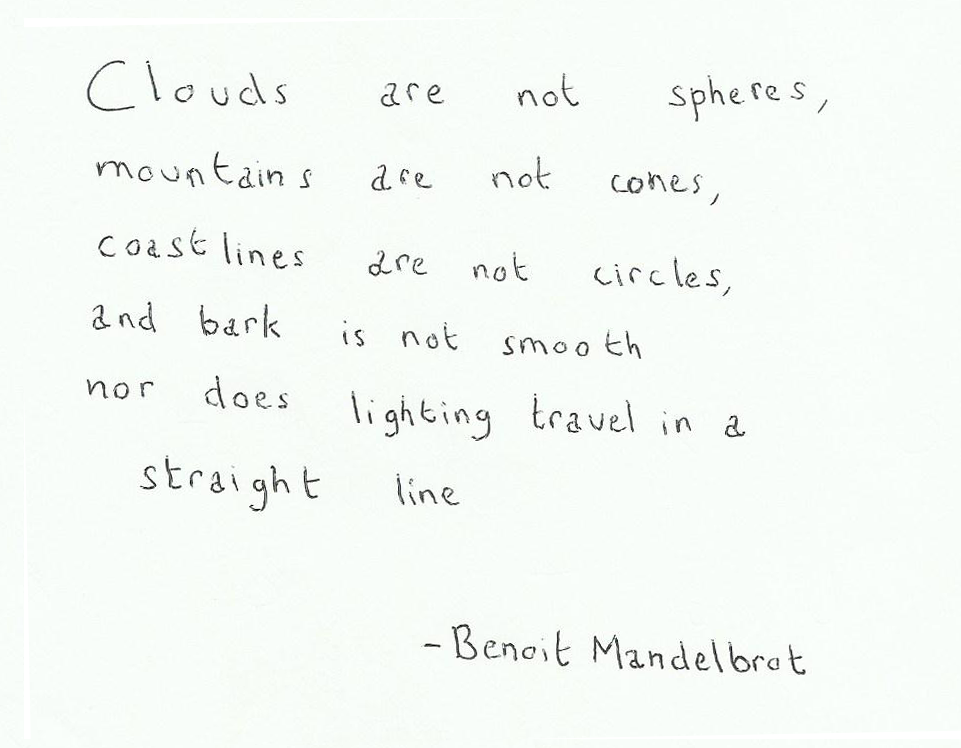 Clouds are not spheres,
mountains are not cones,
coastlines are not circles,
and bark is not smooth
nor does lighting travel in a
straight line
-Benoit Mandelbrot